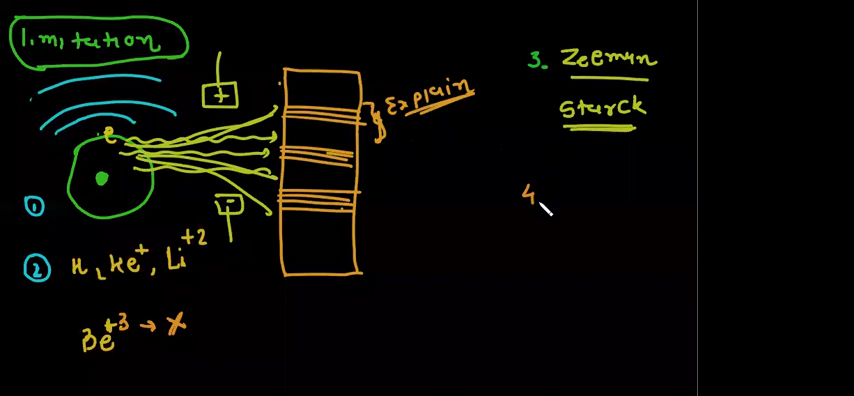 limitation
+
Explain
e
-
①
② H, He⁺, Li⁺²
Be⁺³ → ✗
3. Zeeman
Starck
4